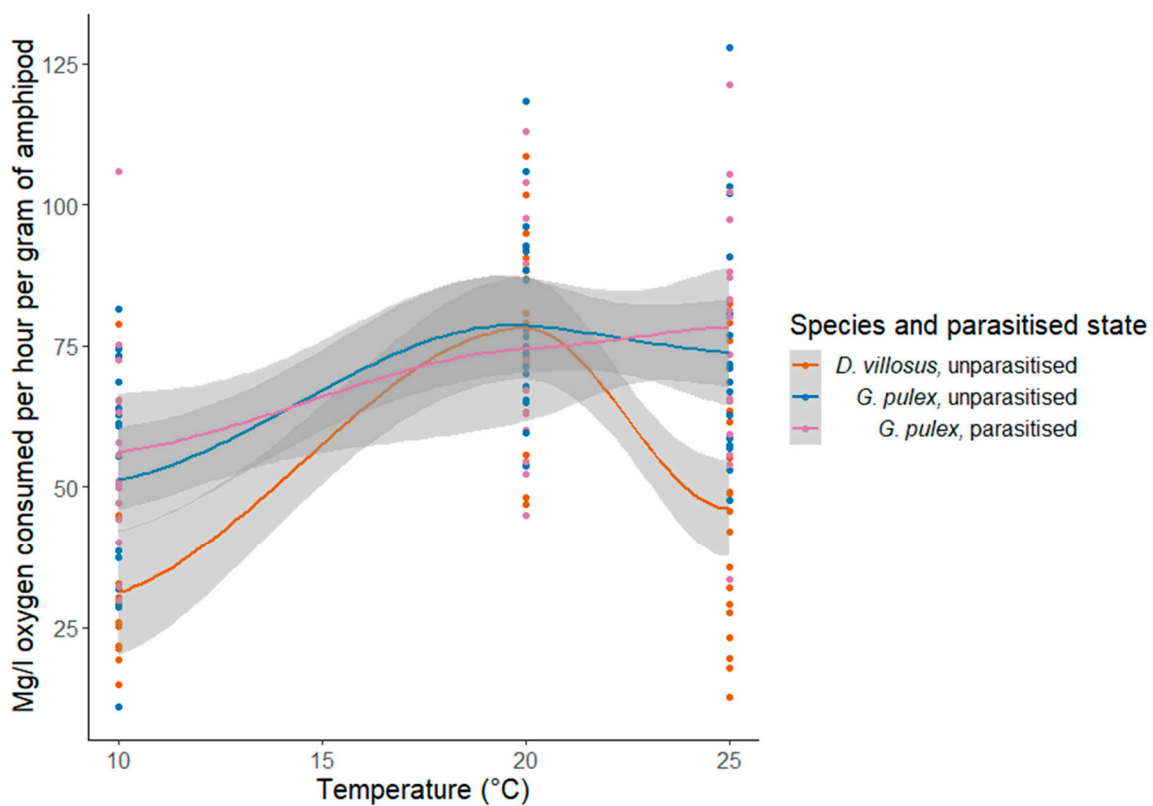 Mg/l oxygen consumed per hour per gram of amphipod
125
100
75
50
25
10
15
20
25
Temperature (°C)
Species and parasitised state
D. villosus, unparasitised
G. pulex, unparasitised
G. pulex, parasitised